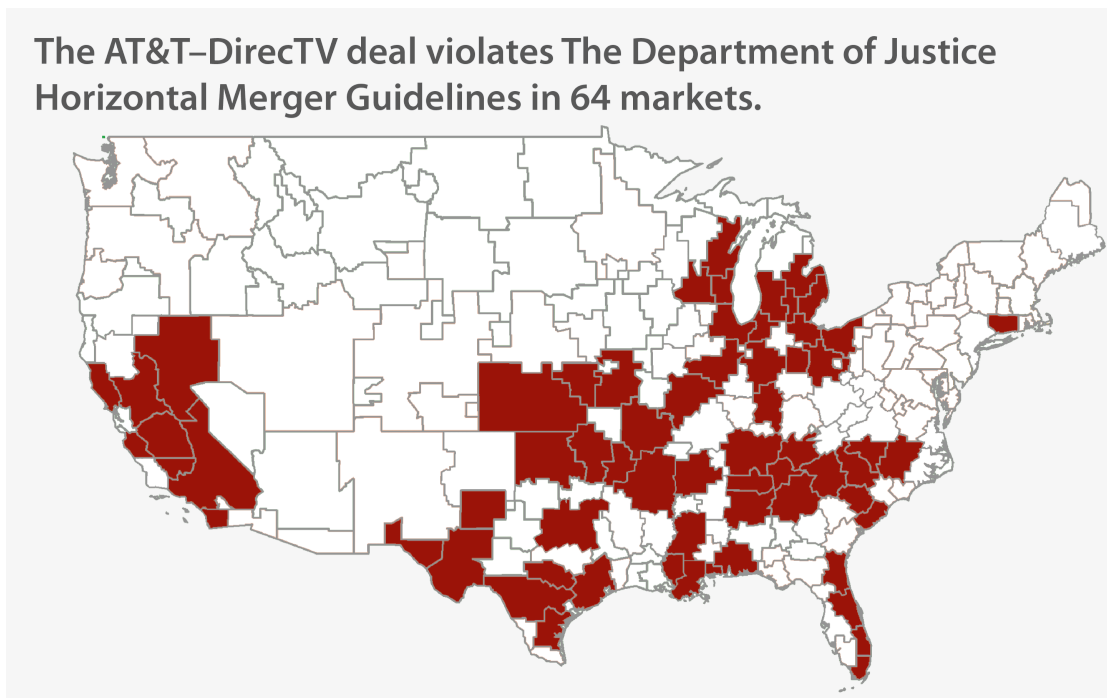 The AT&T–DirecTV deal violates The Department of Justice
Horizontal Merger Guidelines in 64 markets.